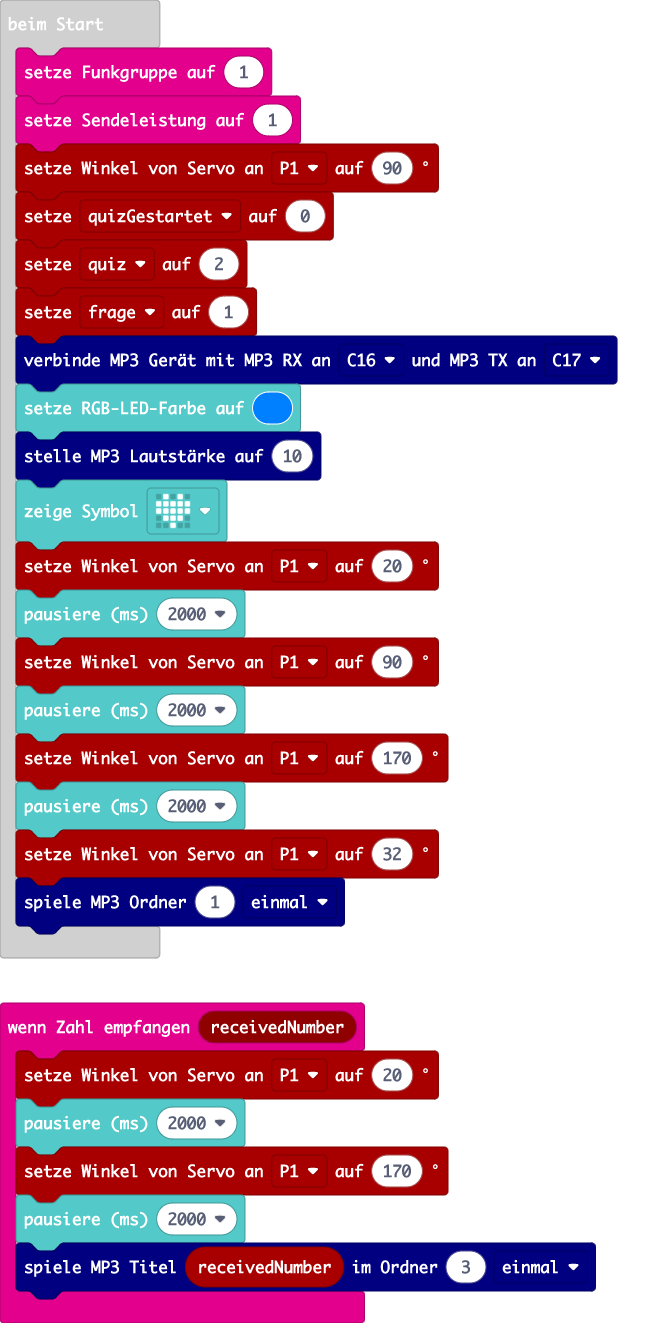 beim Start
setze Funkgruppe auf 1
setze Sendeleistung auf 1
setze Winkel von Servo an P1 auf 90 °
setze quizGestartet auf 0
setze quiz auf 2
setze frage auf 1
verbinde MP3 Gerät mit MP3 RX an C16 und MP3 TX an C17
setze RGB-LED-Farbe auf
stelle MP3 Lautstärke auf 10
zeige Symbol
setze Winkel von Servo an P1 auf 20 °
pausiere (ms) 2000
setze Winkel von Servo an P1 auf 90 °
pausiere (ms) 2000
setze Winkel von Servo an P1 auf 170 °
pausiere (ms) 2000
setze Winkel von Servo an P1 auf 32 °
spiele MP3 Ordner 1 einmal
wenn Zahl empfangen receivedNumber
setze Winkel von Servo an P1 auf 20 °
pausiere (ms) 2000
setze Winkel von Servo an P1 auf 170 °
pausiere (ms) 2000
spiele MP3 Titel receivedNumber im Ordner 3 einmal